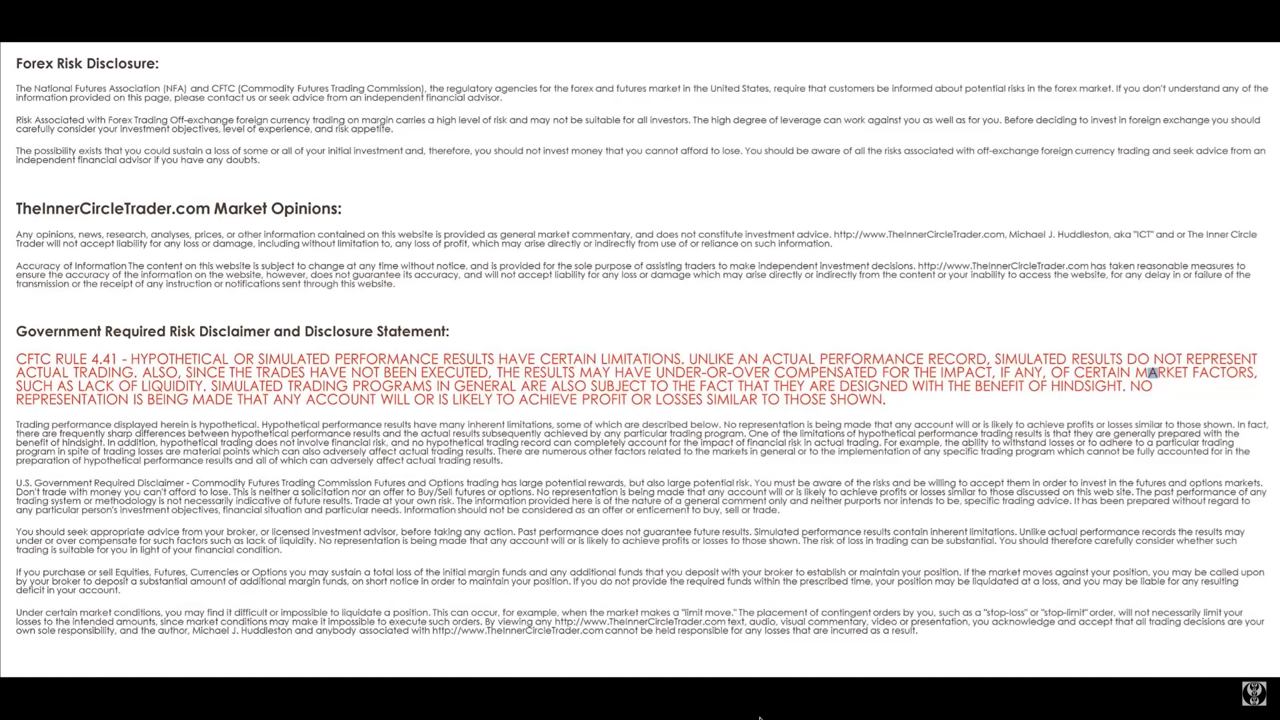 Forex Risk Disclosure:
The National Futures Association (NFA) and CFTC (Commodity Futures Trading Commission), the regulatory agencies for the forex and futures market in the United States, require that customers be informed about potential risks in the forex market. If you don't understand any of the
information provided on this page, please contact us or seek advice from an independent financial advisor.
Risk Associated with Forex Trading Off-exchange foreign currency trading on margin carries a high level of risk and may not be suitable for all investors. The high degree of leverage can work against you as well as for you. Before deciding to invest in foreign exchange you should
carefully consider your investment objectives, level of experience, and risk appetite.
The possibility exists that you could sustain a loss of some or all of your initial investment and, therefore, you should not invest money that you cannot afford to lose. You should be aware of all the risks associated with off-exchange foreign currency trading and seek advice from an
independent financial advisor if you have any doubts.
TheInnerCircleTrader.com Market Opinions:
Any opinions, news, research, analyses, prices, or other information contained on this website is provided as general market commentary, and does not constitute investment advice. http://www.TheInnerCircleTrader.com, Michael J. Huddleston, aka "ICT" and or The Inner Circle
Trader will not accept liability for any loss or damage, including without limitation to, any loss of profit, which may arise directly or indirectly from use of or reliance on such information.
Accuracy of Information The content on this website is subject to change at any time without notice, and is provided for the sole purpose of assisting traders to make independent investment decisions. http://www.TheInnerCircleTrader.com has taken reasonable measures to
ensure the accuracy of the information on the website, however, does not guarantee its accuracy, and will not accept liability for any loss or damage which may arise directly or indirectly from the content or your inability to access the website, for any delay in or failure of the
transmission or the receipt of any instruction or notifications sent through this website.
Government Required Risk Disclaimer and Disclosure Statement:
CFTC RULE 4.41 - HYPOTHETICAL OR SIMULATED PERFORMANCE RESULTS HAVE CERTAIN LIMITATIONS. UNLIKE AN ACTUAL PERFORMANCE RECORD, SIMULATED RESULTS DO NOT REPRESENT
ACTUAL TRADING. ALSO, SINCE THE TRADES HAVE NOT BEEN EXECUTED, THE RESULTS MAY HAVE UNDER-OR-OVER COMPENSATED FOR THE IMPACT, IF ANY, OF CERTAIN MARKET FACTORS,
SUCH AS LACK OF LIQUIDITY. SIMULATED TRADING PROGRAMS IN GENERAL ARE ALSO SUBJECT TO THE FACT THAT THEY ARE DESIGNED WITH THE BENEFIT OF HINDSIGHT. NO
REPRESENTATION IS BEING MADE THAT ANY ACCOUNT WILL OR IS LIKELY TO ACHIEVE PROFIT OR LOSSES SIMILAR TO THOSE SHOWN.
Trading performance displayed herein is hypothetical. Hypothetical performance results have many inherent limitations, some of which are described below. No representation is being made that any account will or is likely to achieve profits or losses similar to those shown. In fact,
there are frequently sharp differences between hypothetical performance results and the actual results subsequently achieved by any particular trading program. One of the limitations of hypothetical performance trading results is that they are generally prepared with the
benefit of hindsight. In addition, hypothetical trading does not involve financial risk, and no hypothetical trading record can completely account for the impact of financial risk in actual trading. For example, the ability to withstand losses or to adhere to a particular trading
program in spite of trading losses are material points which can also adversely affect actual trading results. There are numerous other factors related to the markets in general or to the implementation of any specific trading program which cannot be fully accounted for in the
preparation of hypothetical performance results and all of which can adversely affect actual trading results.
U.S. Government Required Disclaimer - Commodity Futures Trading Commission Futures and Options trading has large potential rewards, but also large potential risk. You must be aware of the risks and be willing to accept them in order to invest in the futures and options markets.
Don't trade with money you can't afford to lose. This is neither a solicitation nor an offer to Buy/Sell futures or options. No representation is being made that any account will or is likely to achieve profits or losses similar to those discussed on this web site. The past performance of any
trading system or methodology is not necessarily indicative of future results. Trade at your own risk. The information provided here is of the nature of a general comment only and neither purports nor intends to be, specific trading advice. It has been prepared without regard to
any particular person's investment objectives, financial situation and particular needs. Information should not be considered as an offer or enticement to buy, sell or trade.
You should seek appropriate advice from your broker, or licensed investment advisor, before taking any action. Past performance does not guarantee future results. Simulated performance results contain inherent limitations. Unlike actual performance records the results may
under or over compensate for such factors such as lack of liquidity. No representation is being made that any account will or is likely to achieve profits or losses to those shown. The risk of loss in trading can be substantial. You should therefore carefully consider whether such
trading is suitable for you in light of your financial condition.
If you purchase or sell Equities, Futures, Currencies or Options you may sustain a total loss of the initial margin funds and any additional funds that you deposit with your broker to establish or maintain your position. If the market moves against your position, you may be called upon
by your broker to deposit a substantial amount of additional margin funds, on short notice in order to maintain your position. If you do not provide the required funds within the prescribed time, your position may be liquidated at a loss, and you may be liable for any resulting
deficit in your account.
Under certain market conditions, you may find it difficult or impossible to liquidate a position. This can occur, for example, when the market makes a "limit move." The placement of contingent orders by you, such as a "stop-loss" or "stop-limit" order, will not necessarily limit your
losses to the intended amounts, since market conditions may make it impossible to execute such orders. By viewing any http://www.TheInnerCircleTrader.com text, audio, visual commentary, video or presentation, you acknowledge and accept that all trading decisions are your
own sole responsibility, and the author, Michael J. Huddleston and anybody associated with http://www.TheInnerCircleTrader.com cannot be held responsible for any losses that are incurred as a result.